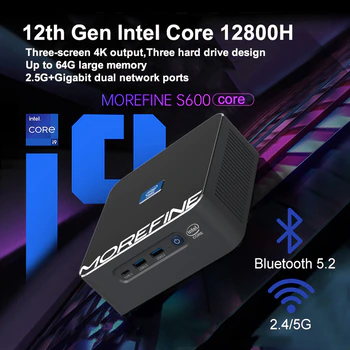 12th Gen Intel Core 12800H
Three-screen 4K output,Three hard drive design
Up to 64G large memory
2.5G+Gigabit dual network ports
MOREFINE S600 core
intel
CORE
i9
i9
MOREFINE
Bluetooth 5.2
2.4/5G